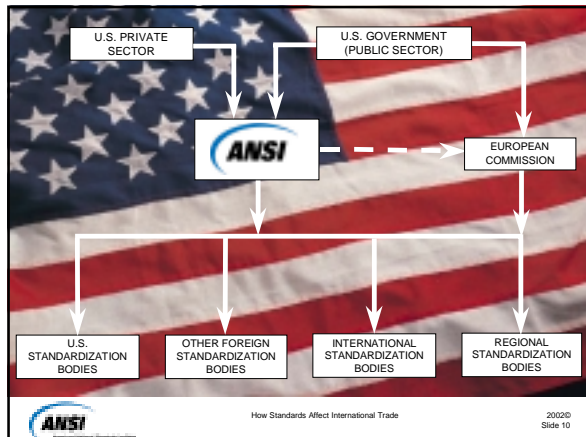 U.S. PRIVATE
SECTOR
U.S. GOVERNMENT
(PUBLIC SECTOR)
ANSI
EUROPEAN
COMMISSION
U.S.
STANDARDIZATION
BODIES
OTHER FOREIGN
STANDARDIZATION
BODIES
INTERNATIONAL
STANDARDIZATION
BODIES
REGIONAL
STANDARDIZATION
BODIES
ANSI
How Standards Affect International Trade
2002©
Slide 10